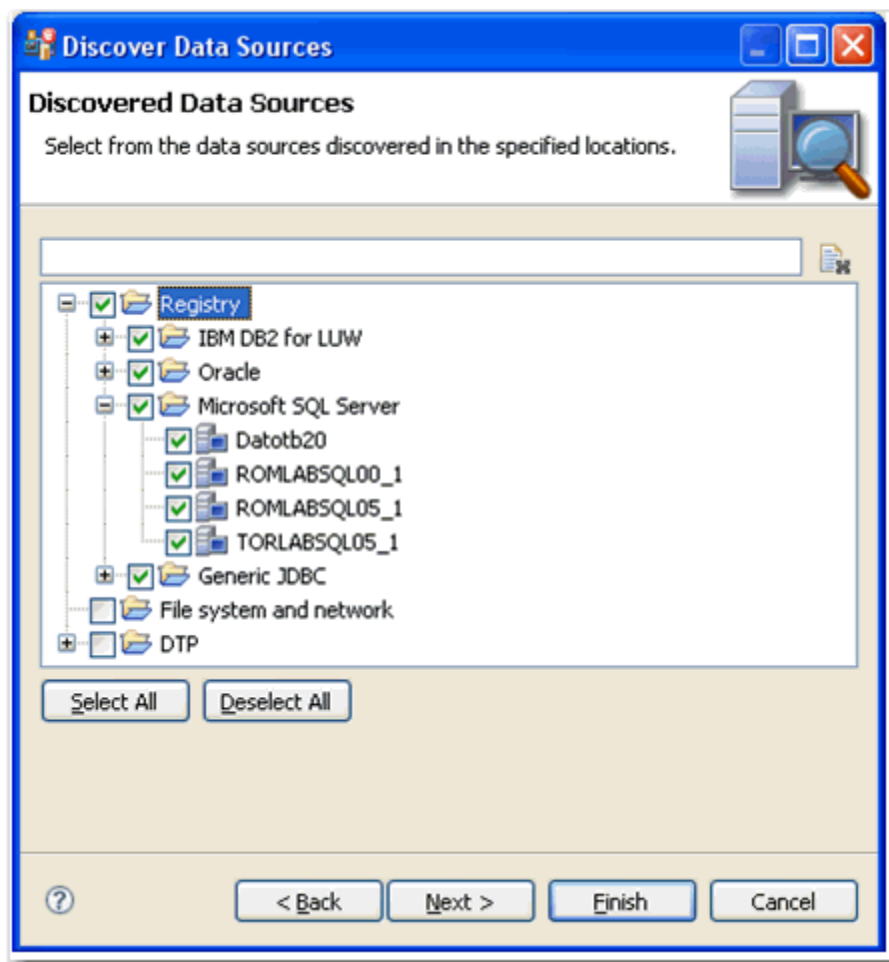 Discover Data Sources
Discovered Data Sources
Select from the data sources discovered in the specified locations.
Registry
IBM DB2 for LUW
Oracle
Microsoft SQL Server
Datotb20
ROMLABSQL00_1
ROMLABSQL05_1
TORLABSQL05_1
Generic JDBC
File system and network
DTP
Select All Deselect All
? < Back Next > Finish Cancel